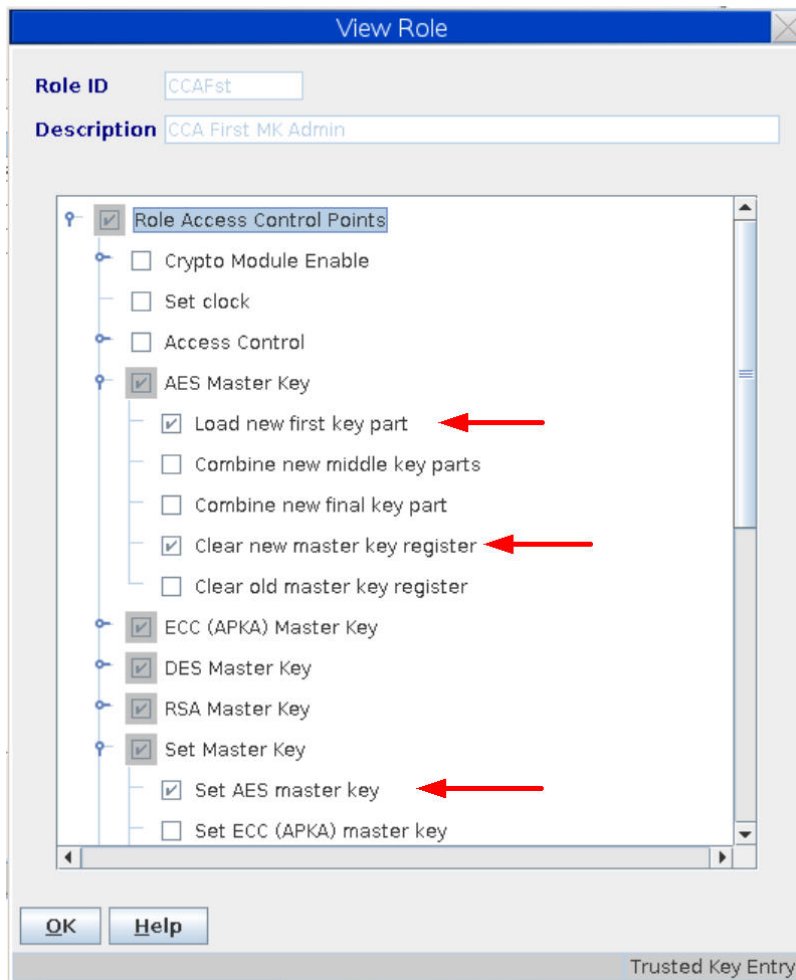 View Role
Role ID CCAFst
Description CCA First MK Admin
Role Access Control Points
Crypto Module Enable
Set clock
Access Control
AES Master Key
Load new first key part
Combine new middle key parts
Combine new final key part
Clear new master key register
Clear old master key register
ECC (APKA) Master Key
DES Master Key
RSA Master Key
Set Master Key
Set AES master key
Set ECC (APKA) master key
OK Help
Trusted Key Entry